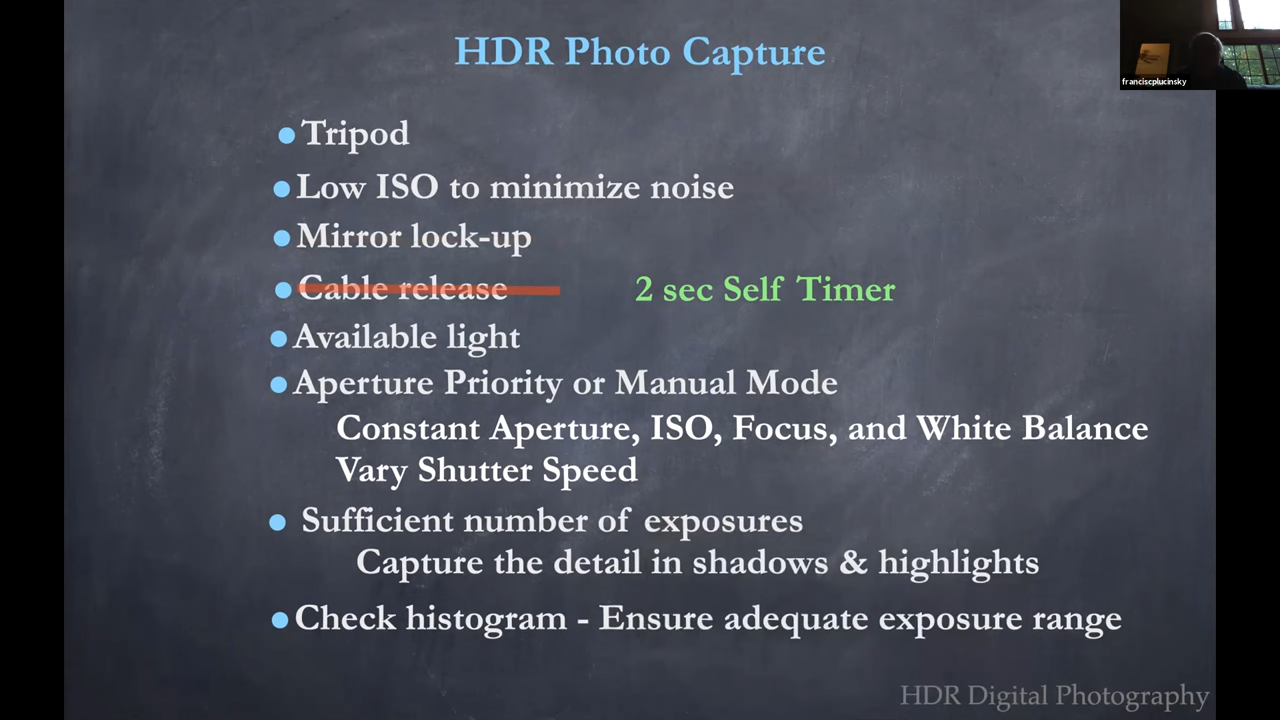 HDR Photo Capture
franciscplucinsky
Tripod
Low ISO to minimize noise
Mirror lock-up
Cable release 2 sec Self Timer
Available light
Aperture Priority or Manual Mode
Constant Aperture, ISO, Focus, and White Balance
Vary Shutter Speed
Sufficient number of exposures
Capture the detail in shadows & highlights
Check histogram - Ensure adequate exposure range
HDR Digital Photography